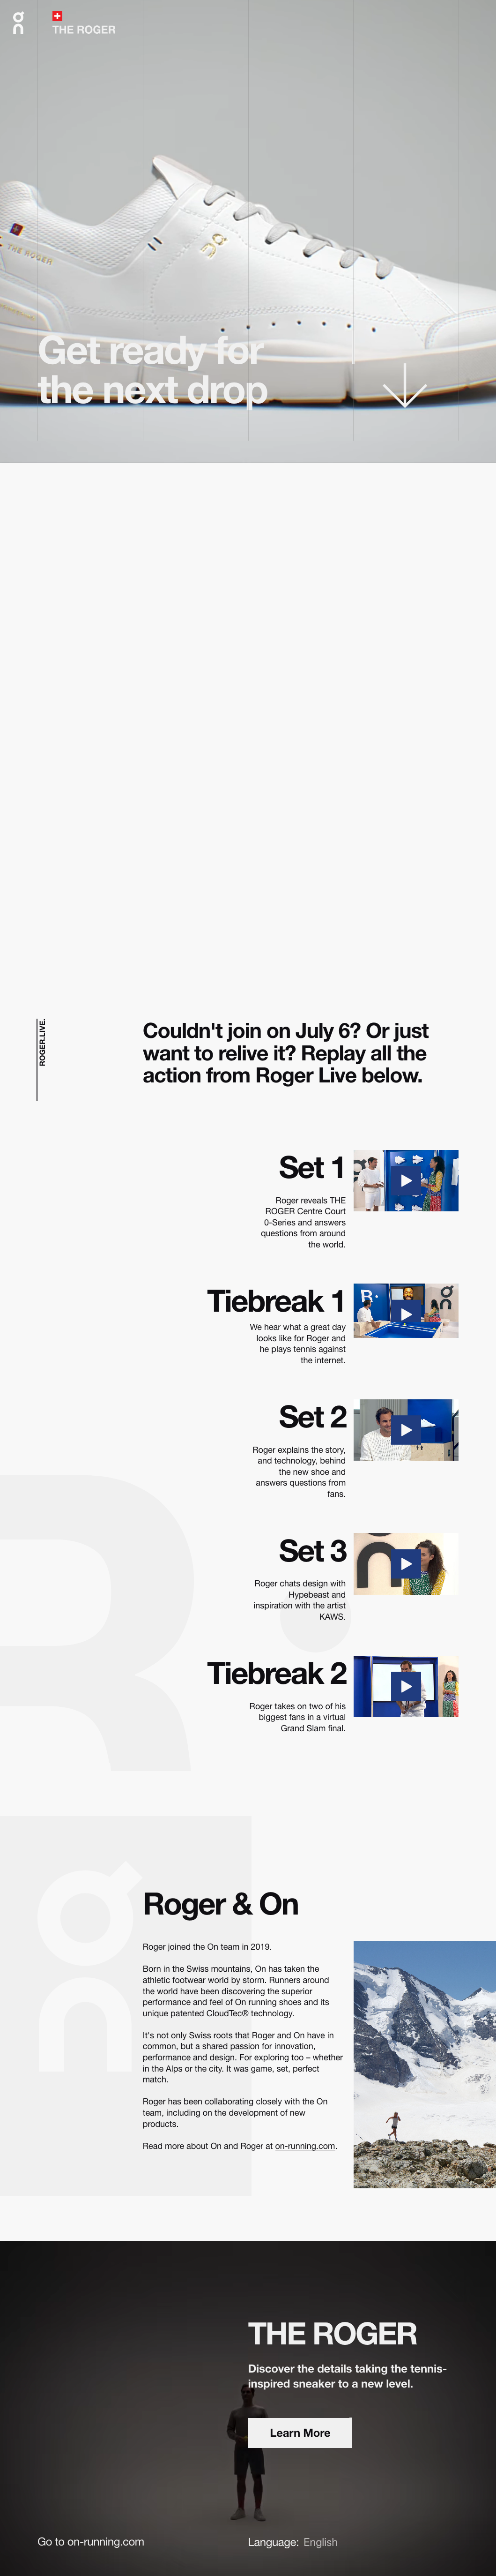 THE ROGER
THE ROGER
Get ready for
the next drop
ROGER.LIVE.
Couldn't join on July 6? Or just
want to relive it? Replay all the
action from Roger Live below.
Set 1
Roger reveals THE
ROGER Centre Court
0-Series and answers
questions from around
the world.
Tiebreak 1
We hear what a great day
looks like for Roger and
he plays tennis against
the internet.
Set 2
Roger explains the story,
and technology, behind
the new shoe and
answers questions from
fans.
Set 3
Roger chats design with
Hypebeast and
inspiration with the artist
KAWS.
Tiebreak 2
Roger takes on two of his
biggest fans in a virtual
Grand Slam final.
Roger & On
Roger joined the On team in 2019.
Born in the Swiss mountains, On has taken the
athletic footwear world by storm. Runners around
the world have been discovering the superior
performance and feel of On running shoes and its
unique patented CloudTec® technology.
It's not only Swiss roots that Roger and On have in
common, but a shared passion for innovation,
performance and design. For exploring too – whether
in the Alps or the city. It was game, set, perfect
match.
Roger has been collaborating closely with the On
team, including on the development of new
products.
Read more about On and Roger at on-running.com.
THE ROGER
Discover the details taking the tennis-
inspired sneaker to a new level.
Learn More
Go to on-running.com
Language: English